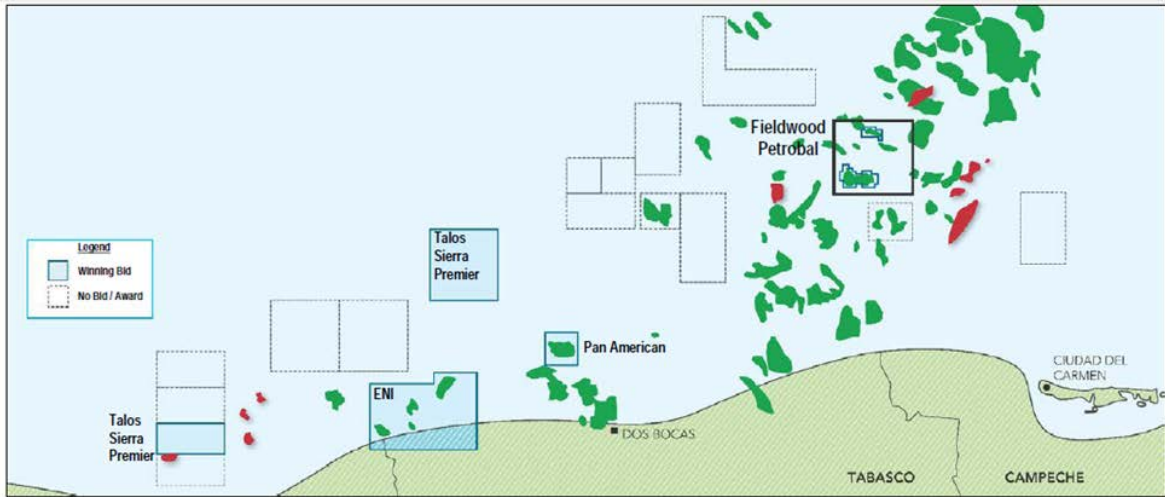 Fieldwood
Petrobal
Legend
Winning Bid
No Bid / Award
Talos
Sierra
Premier
Pan American
ENI
CIUDAD DEL
CARMEN
Talos
Sierra
Premier
DOS BOCAS
TABASCO
CAMPECHE